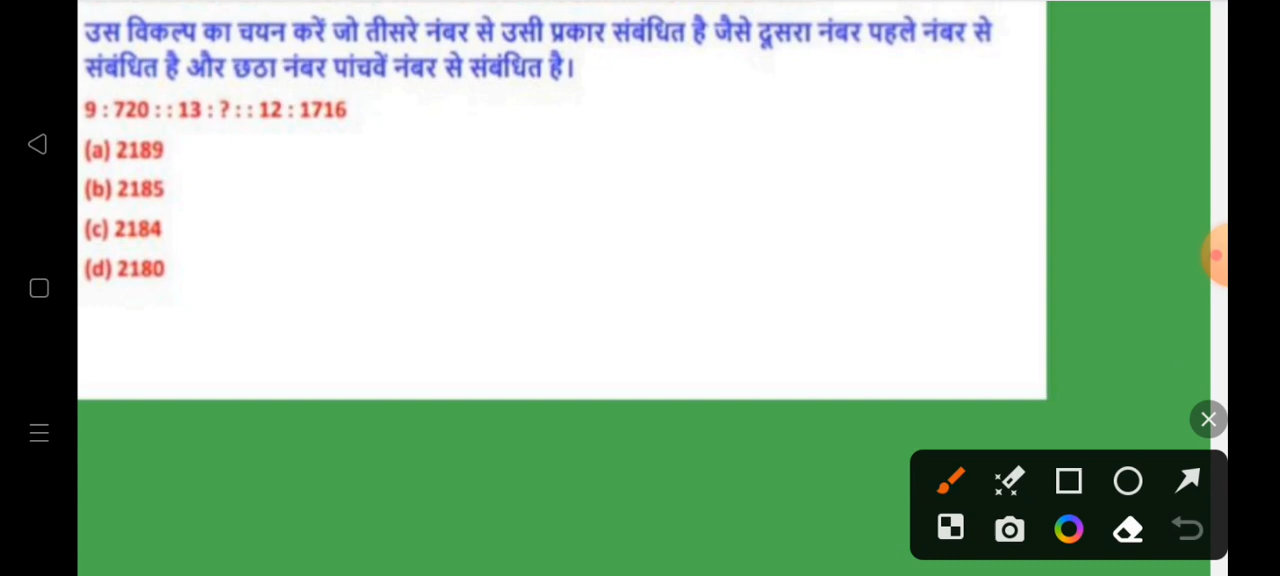 उस विकल्प का चयन करें जो तीसरे नंबर से उसी प्रकार संबंधित है जैसे दूसरा नंबर पहले नंबर से
संबंधित है और छठा नंबर पांचवें नंबर से संबंधित है।
9 : 720 : : 13 : ? : : 12 : 1716
(a) 2189
(b) 2185
(c) 2184
(d) 2180